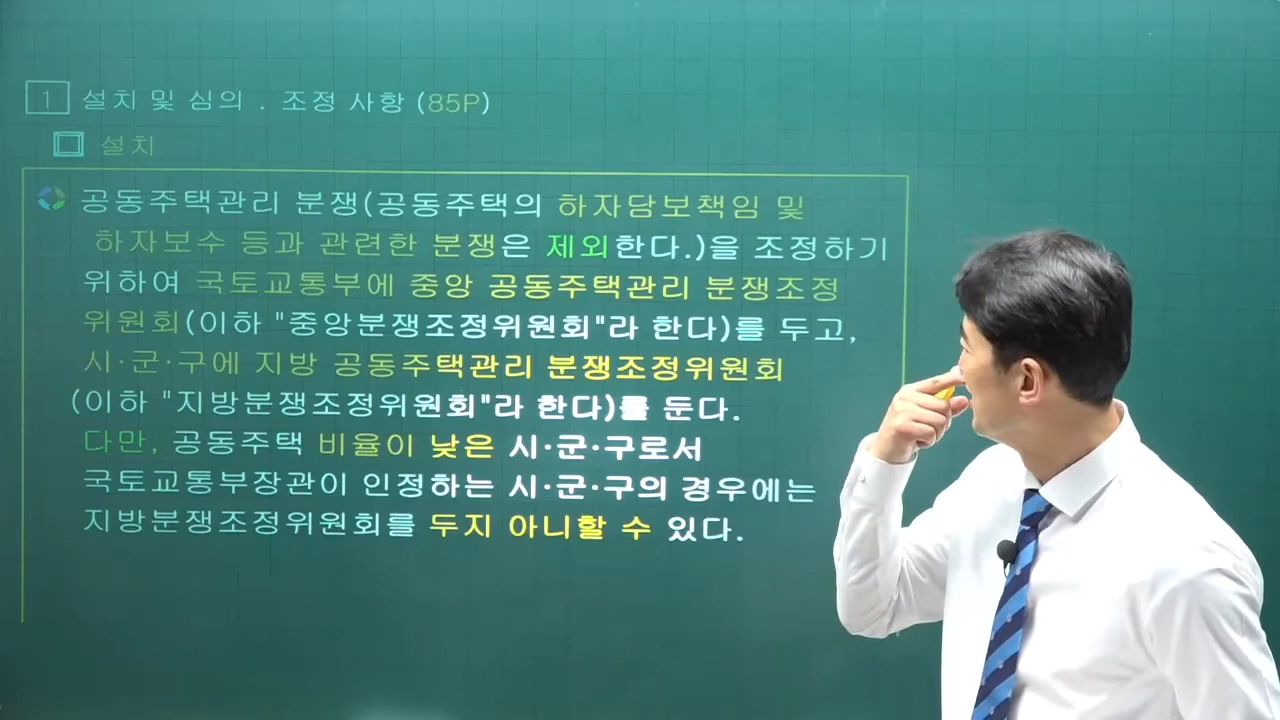 1 설치 및 심의 . 조정 사항 (85P)
설치
공동주택관리 분쟁(공동주택의 하자담보책임 및
하자보수 등과 관련한 분쟁은 제외한다.)을 조정하기
위하여 국토교통부에 중앙 공동주택관리 분쟁조정
위원회(이하 "중앙분쟁조정위원회"라 한다)를 두고,
시·군·구에 지방 공동주택관리 분쟁조정위원회
(이하 "지방분쟁조정위원회"라 한다)를 둔다.
다만, 공동주택 비율이 낮은 시·군·구로서
국토교통부장관이 인정하는 시·군·구의 경우에는
지방분쟁조정위원회를 두지 아니할 수 있다.